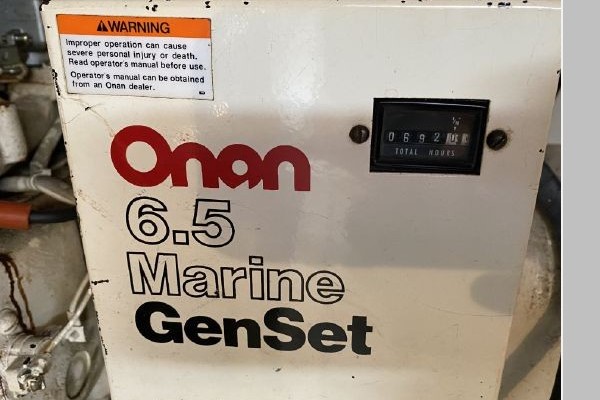 WARNING
Improper operation can cause
severe personal injury or death.
Read operator's manual before use.
Operator's manual can be obtained
from an Onan dealer.
0692
TOTAL HOURS
Onan
6.5
Marine
GenSet